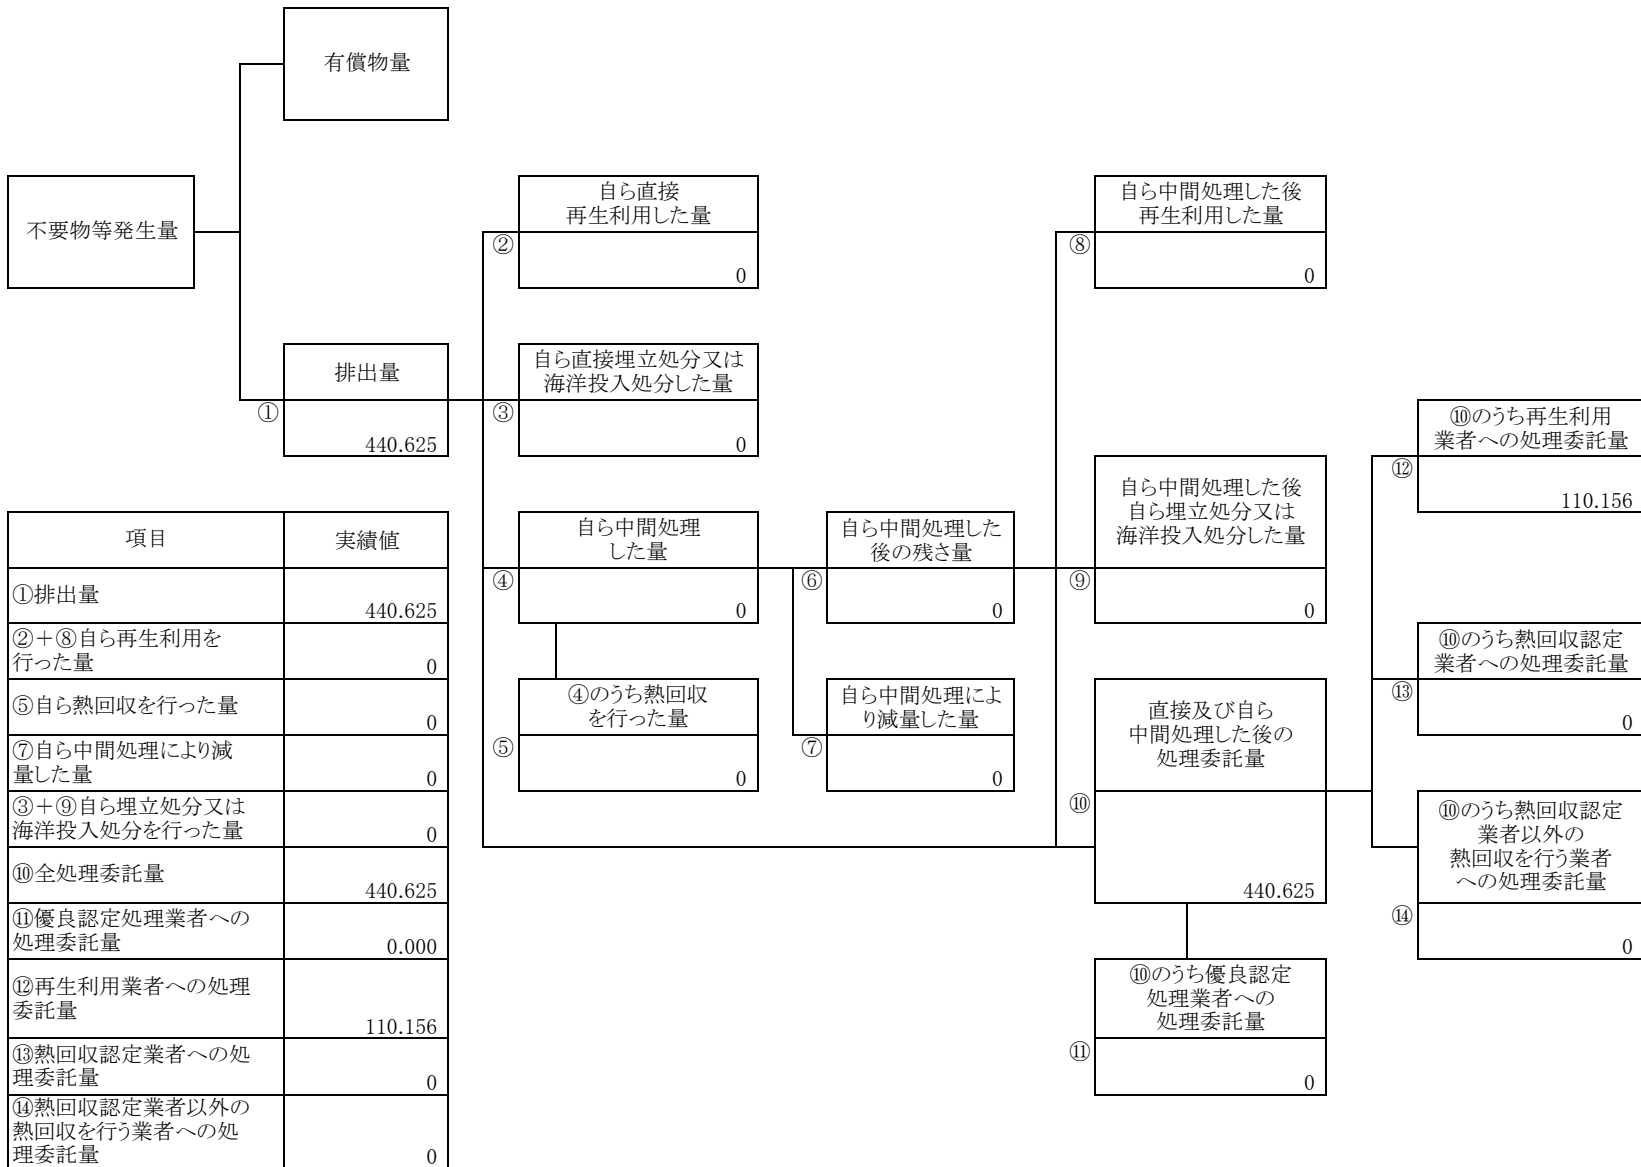 有償物量
不要物等発生量
自ら直接
再生利用した量
②
0
自ら中間処理した後
再生利用した量
⑧
0
排出量
①
440.625
自ら直接埋立処分又は
海洋投入処分した量
③
0
⑩のうち再生利用
業者への処理委託量
⑫
110.156
自ら中間処理
した量
④
0
自ら中間処理した
後の残さ量
⑥
0
自ら中間処理した後
自ら埋立処分又は
海洋投入処分した量
⑨
0
⑩のうち熱回収認定
業者への処理委託量
⑬
0
④のうち熱回収
を行った量
⑤
0
自ら中間処理によ
り減量した量
⑦
0
直接及び自ら
中間処理した後の
処理委託量
⑩
440.625
⑩のうち熱回収認定
業者以外の
熱回収を行う業者
への処理委託量
⑭
0
⑩のうち優良認定
処理業者への
処理委託量
⑪
0
項目 実績値
①排出量
440.625
②+⑧自ら再生利用を
行った量
0
⑤自ら熱回収を行った量
0
⑦自ら中間処理により減
量した量
0
③+⑨自ら埋立処分又は
海洋投入処分を行った量
0
⑩全処理委託量
440.625
⑪優良認定処理業者への
処理委託量
0.000
⑫再生利用業者への処理
委託量
110.156
⑬熱回収認定業者への処
理委託量
0
⑭熱回収認定業者以外の
熱回収を行う業者への処
理委託量
0